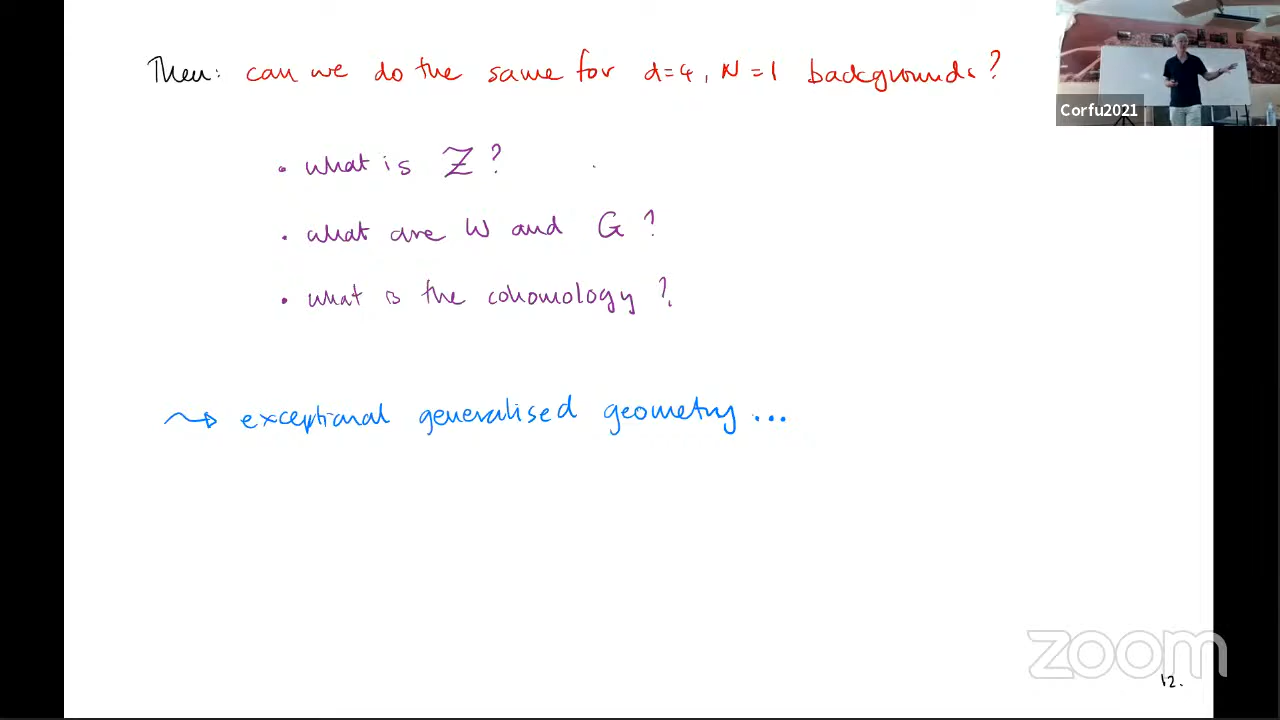 Then: can we do the same for d=4, N=1 backgrounds?
Corfu2021
• what is Z?
• what are W and G?
• what is the cohomology?
⇝ exceptional generalised geometry...
zoom
12.